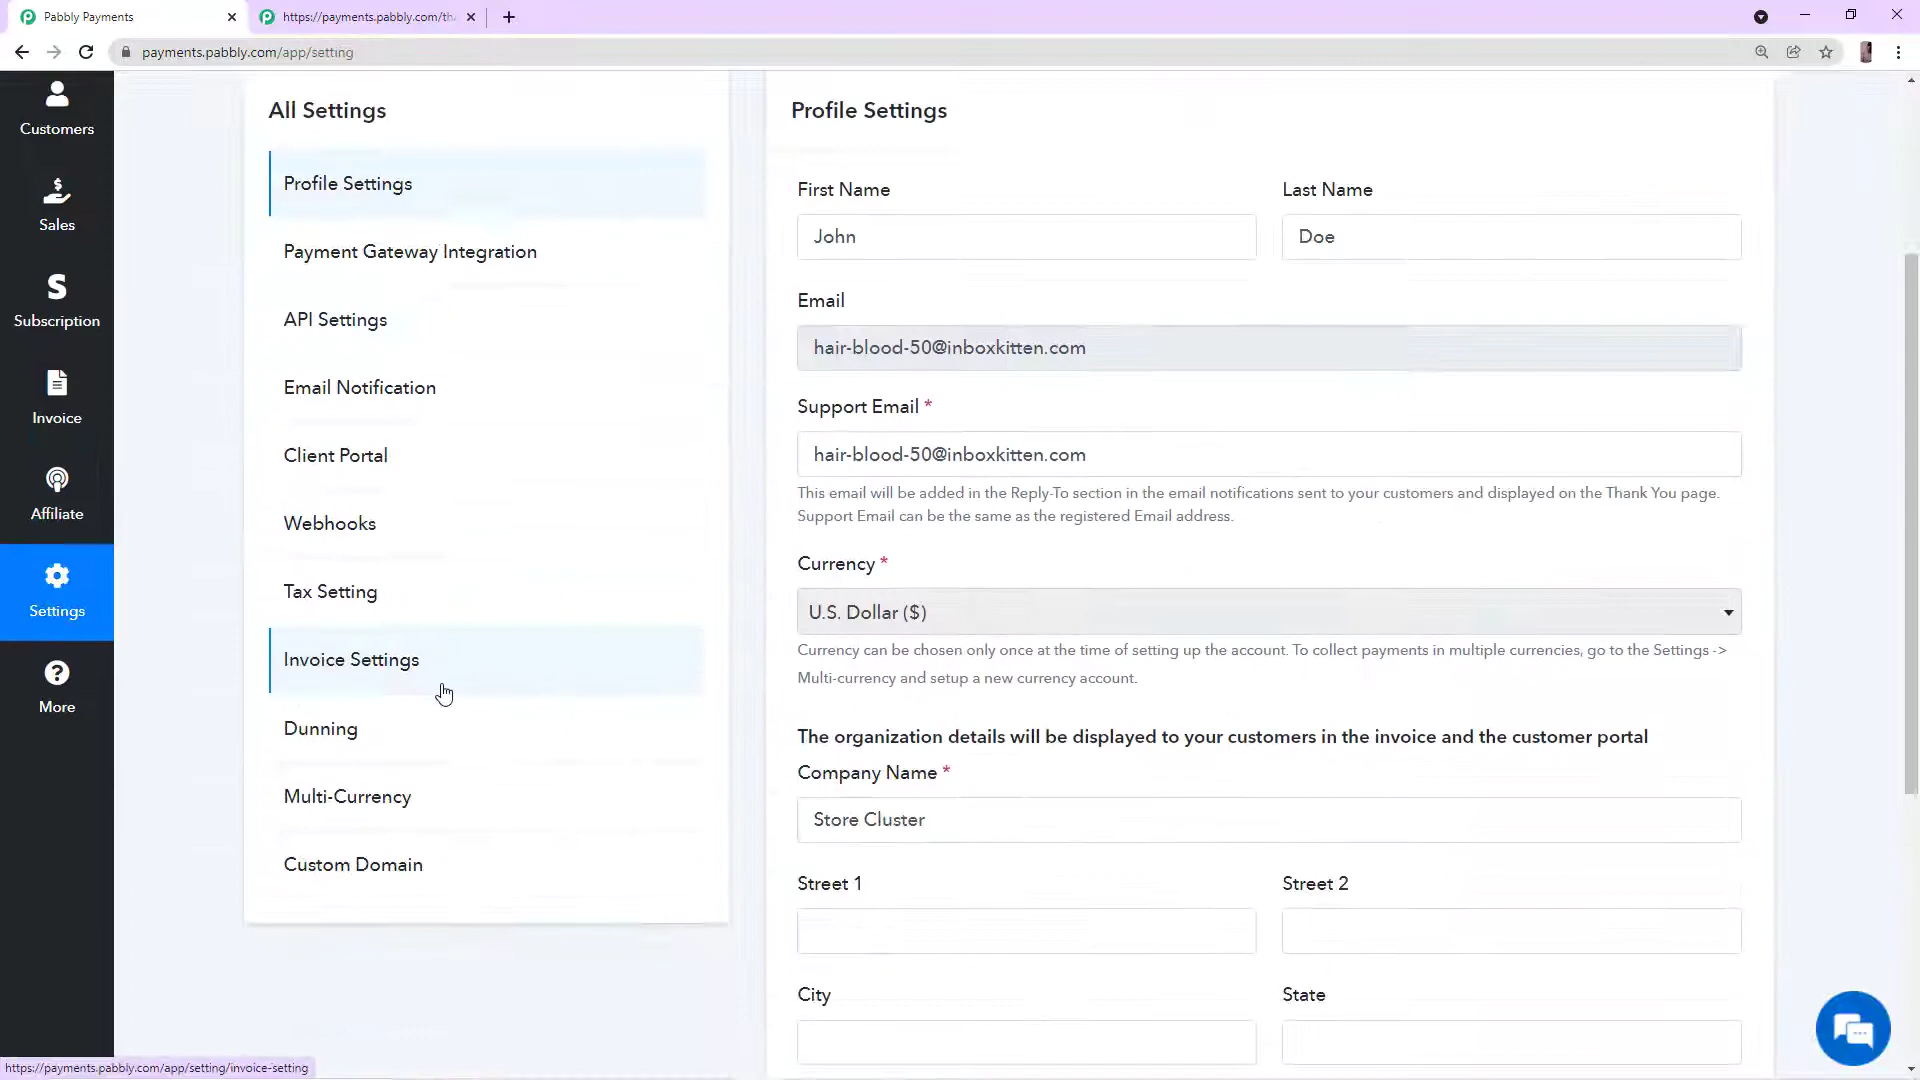 Pabbly Payments
https://payments.pabbly.com/th
payments.pabbly.com/app/setting
Customers
Sales
Subscription
Invoice
Affiliate
Settings
More
All Settings
Profile Settings
Payment Gateway Integration
API Settings
Email Notification
Client Portal
Webhooks
Tax Setting
Invoice Settings
Dunning
Multi-Currency
Custom Domain
Profile Settings
First Name
Last Name
John
Doe
Email
hair-blood-50@inboxkitten.com
Support Email *
hair-blood-50@inboxkitten.com
This email will be added in the Reply-To section in the email notifications sent to your customers and displayed on the Thank You page.
Support Email can be the same as the registered Email address.
Currency *
U.S. Dollar ($)
Currency can be chosen only once at the time of setting up the account. To collect payments in multiple currencies, go to the Settings ->
Multi-currency and setup a new currency account.
The organization details will be displayed to your customers in the invoice and the customer portal
Company Name *
Store Cluster
Street 1
Street 2
City
State
https://payments.pabbly.com/app/setting/invoice-setting